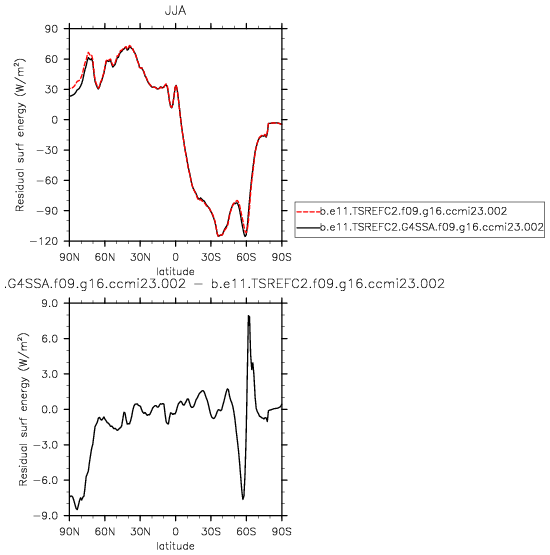 JJA
90
60
30
0
−30
−60
−90
−120
Residual surf energy (W/m²)
90N 60N 30N 0 30S 60S 90S
latitude
b.e11.TSREFC2.f09.g16.ccmi23.002
b.e11.TSREFC2.G4SSA.f09.g16.ccmi23.002
.G4SSA.f09.g16.ccmi23.002 − b.e11.TSREFC2.f09.g16.ccmi23.002
9.0
6.0
3.0
0.0
−3.0
−6.0
−9.0
Residual surf energy (W/m²)
90N 60N 30N 0 30S 60S 90S
latitude